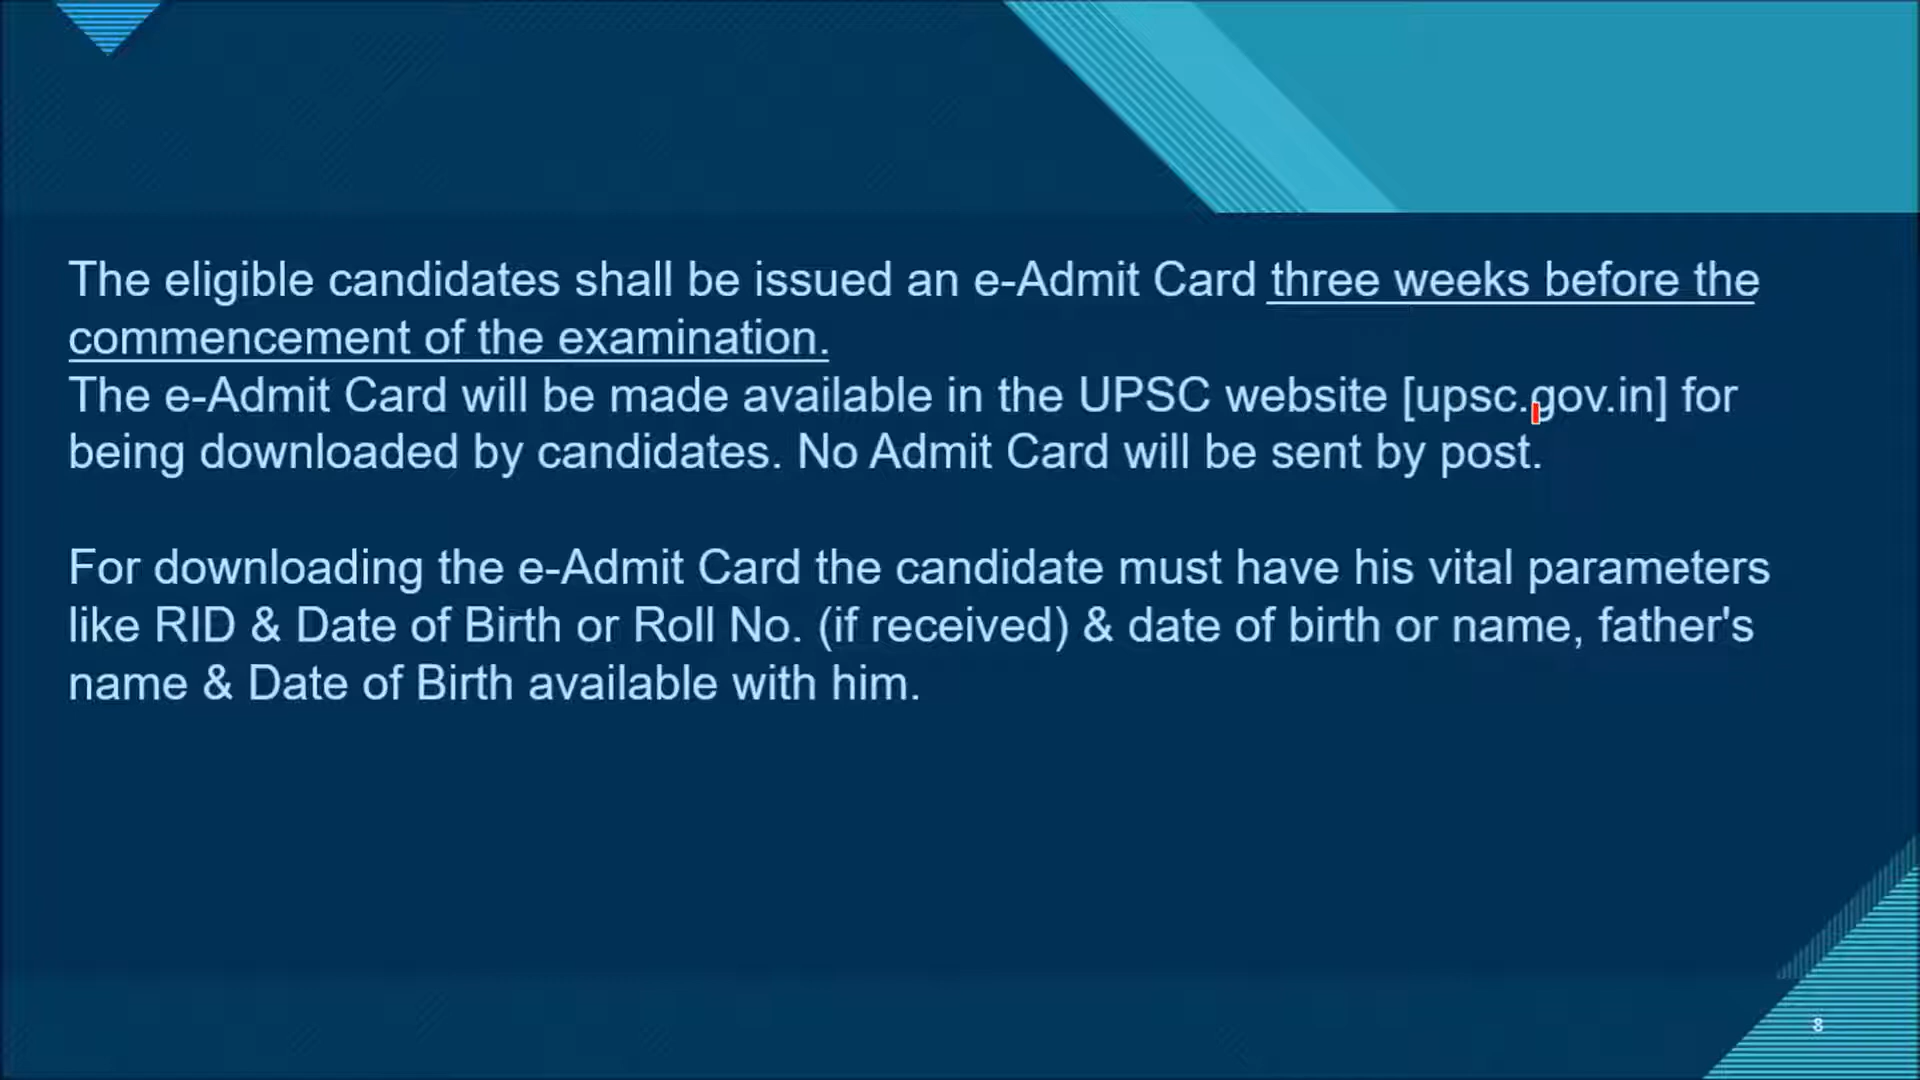 The eligible candidates shall be issued an e-Admit Card three weeks before the
commencement of the examination.
The e-Admit Card will be made available in the UPSC website [upsc.gov.in] for
being downloaded by candidates. No Admit Card will be sent by post.
For downloading the e-Admit Card the candidate must have his vital parameters
like RID & Date of Birth or Roll No. (if received) & date of birth or name, father's
name & Date of Birth available with him.
8